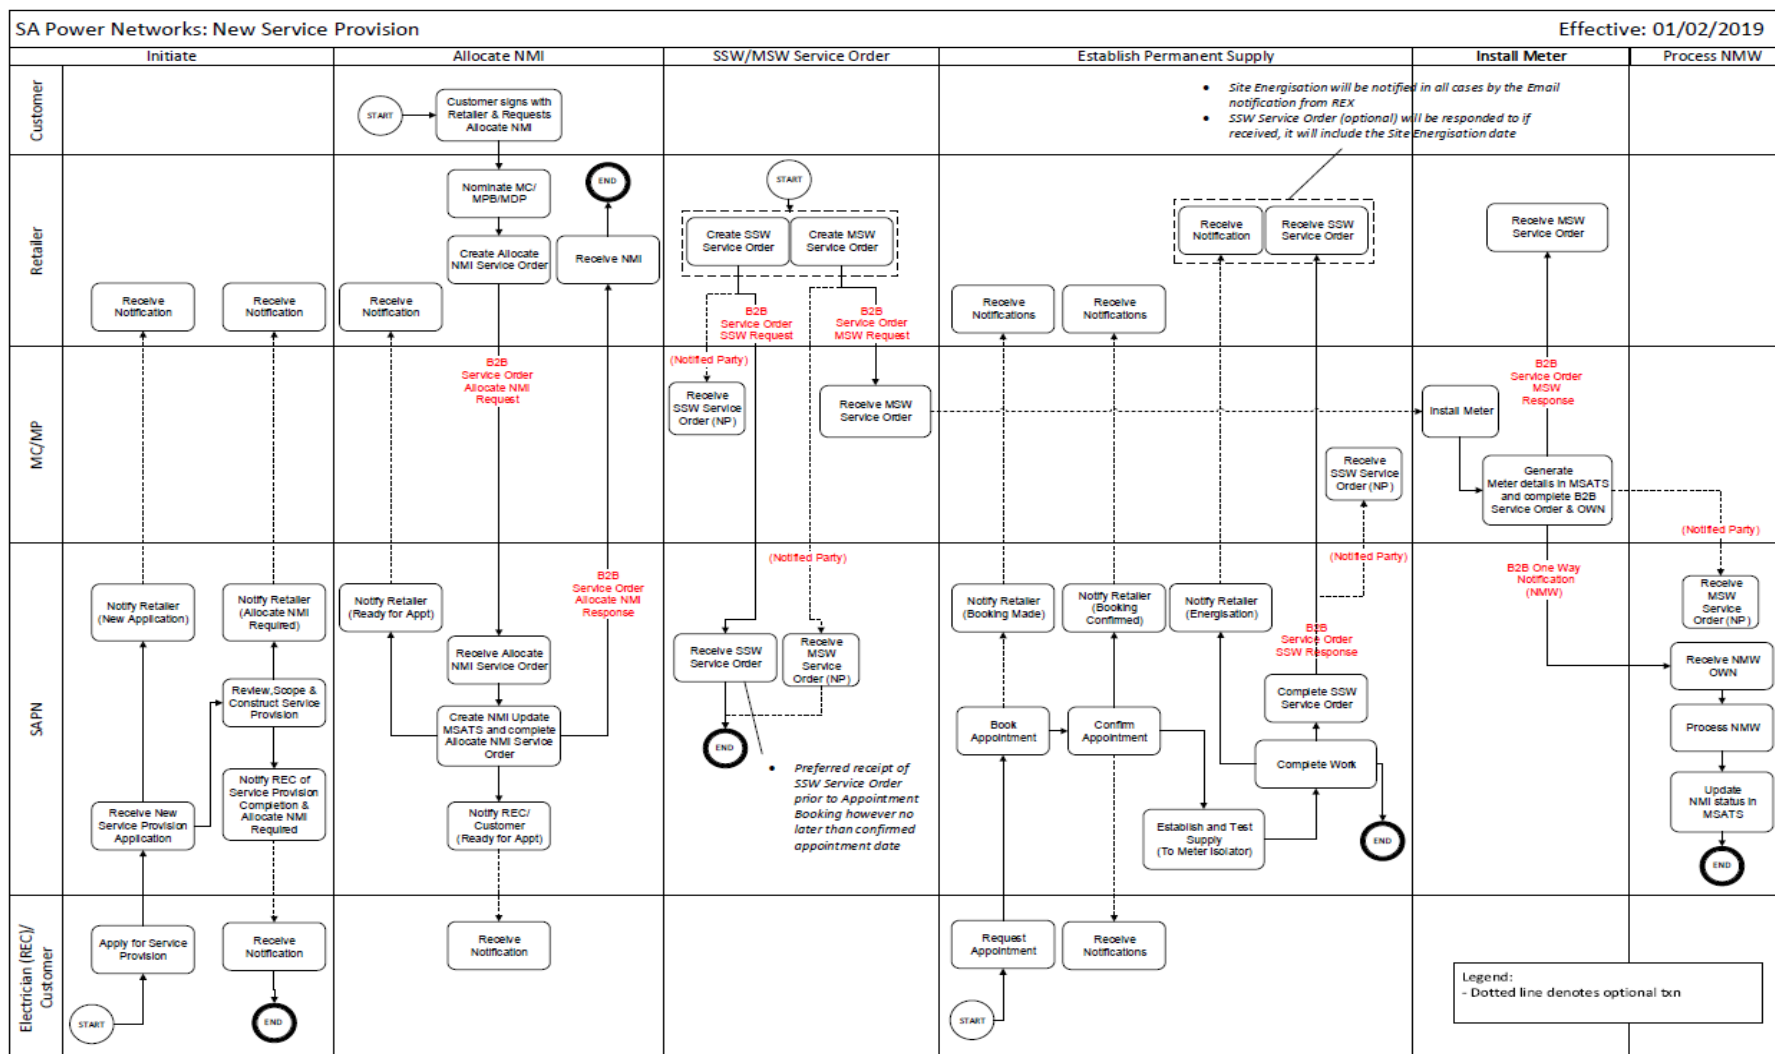 SA Power Networks: New Service Provision
Effective: 01/02/2019
Initiate
Allocate NMI
SSW/MSW Service Order
Establish Permanent Supply
Install Meter
Process NMW
Customer
START
Customer signs with
Retailer & Requests
Allocate NMI
• Site Energisation will be notified in all cases by the Email
notification from REX
• SSW Service Order (optional) will be responded to if
received, it will include the Site Energisation date
Retailer
Nominate MC/
MPB/MDP
END
START
Create Allocate
NMI Service Order
Receive NMI
Create SSW
Service Order
Create MSW
Service Order
Receive
Notification
Receive SSW
Service Order
Receive MSW
Service Order
Receive
Notification
Receive
Notification
Receive
Notification
Receive
Notifications
Receive
Notifications
B2B
Service Order
SSW Request
B2B
Service Order
MSW Request
MC/MP
B2B
Service Order
Allocate NMI
Request
(Notified Party)
Receive
SSW Service
Order (NP)
Receive MSW
Service Order
B2B
Service Order
MSW
Response
Install Meter
Receive
SSW Service
Order (NP)
Generate
Meter details in MSATS
and complete B2B
Service Order & OWN
(Notified Party)
SAPN
(Notified Party)
(Notified Party)
B2B
Service Order
Allocate NMI
Response
B2B One Way
Notification
(NMW)
Notify Retailer
(New Application)
Notify Retailer
(Allocate NMI
Required)
Notify Retailer
(Ready for Appt)
Notify Retailer
(Booking Made)
Notify Retailer
(Booking
Confirmed)
Notify Retailer
(Energisation)
Receive
MSW
Service
Order (NP)
B2B
Service Order
SSW Response
Receive Allocate
NMI Service Order
Receive SSW
Service Order
Receive
MSW
Service
Order (NP)
Receive NMW
OWN
Review, Scope &
Construct Service
Provision
Complete SSW
Service Order
Create NMI Update
MSATS and complete
Allocate NMI Service
Order
END
Book
Appointment
Confirm
Appointment
Complete Work
Process NMW
• Preferred receipt of
SSW Service Order
prior to Appointment
Booking however no
later than confirmed
appointment date
Notify REC of
Service Provision
Completion &
Allocate NMI
Required
Receive New
Service Provision
Application
Notify REC/
Customer
(Ready for Appt)
Establish and Test
Supply
(To Meter Isolator)
END
Update
NMI status in
MSATS
END
Electrician (REC)/
Customer
Apply for Service
Provision
Receive
Notification
Receive
Notification
Request
Appointment
Receive
Notifications
START
END
START
Legend:
- Dotted line denotes optional txn